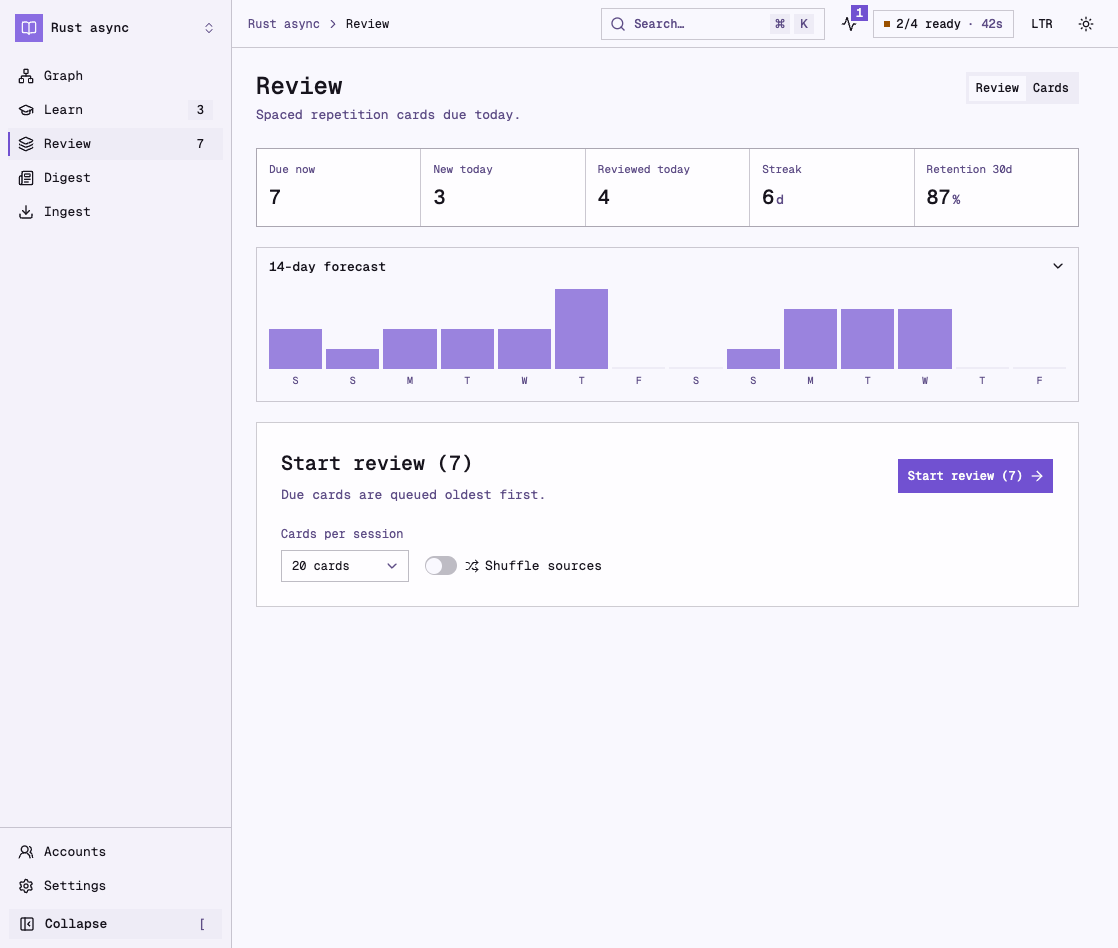 Rust async
Graph
Learn 3
Review 7
Digest
Ingest
Accounts
Settings
Collapse [
Rust async > Review
Search… ⌘ K
1
2/4 ready · 42s
LTR
Review
Spaced repetition cards due today.
Review Cards
Due now
7
New today
3
Reviewed today
4
Streak
6d
Retention 30d
87%
14-day forecast
S S M T W T F S S M T W T F
Start review (7)
Due cards are queued oldest first.
Start review (7) →
Cards per session
20 cards
Shuffle sources